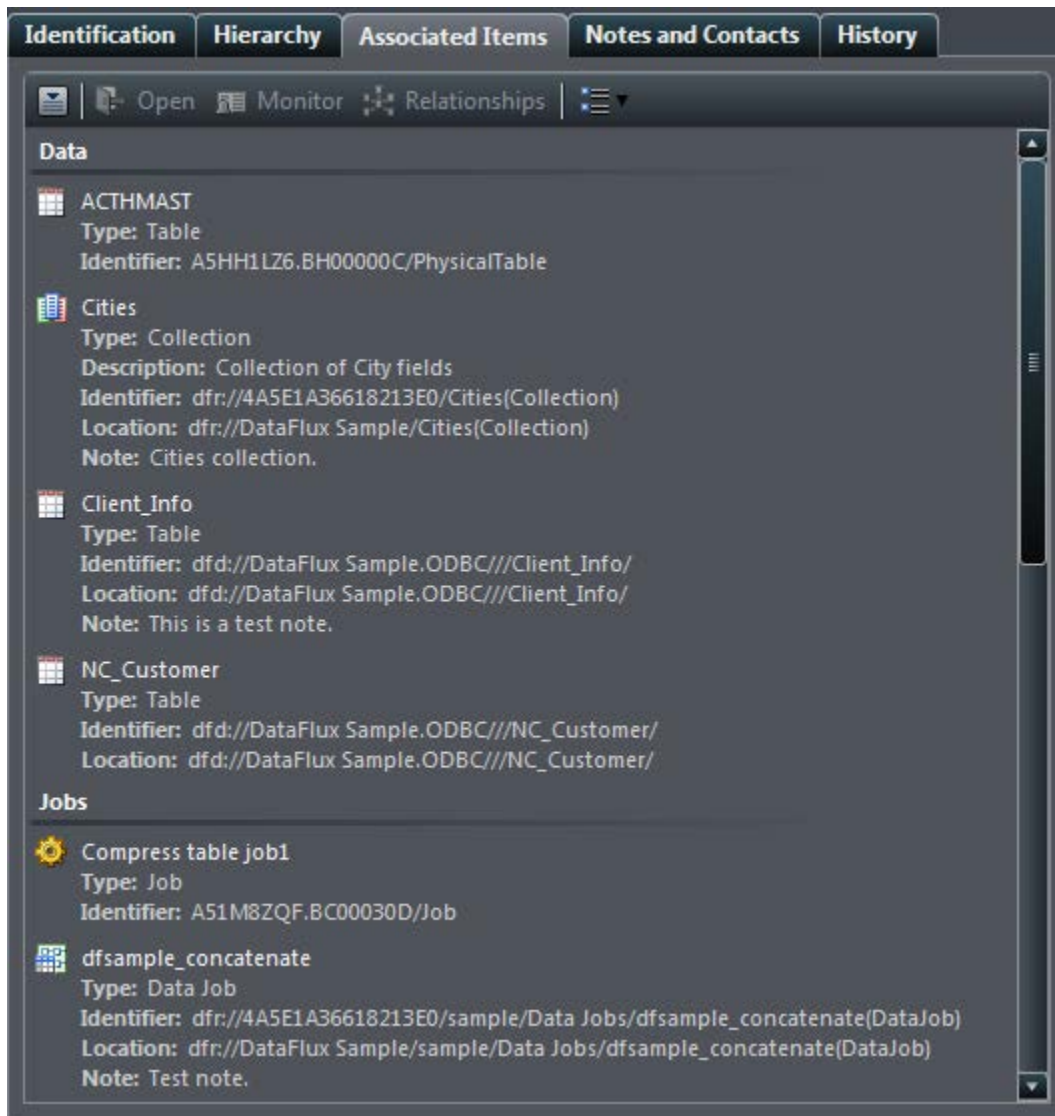 Identification Hierarchy Associated Items Notes and Contacts History
Open Monitor Relationships
Data
ACTHMAST
Type: Table
Identifier: A5HH1LZ6.BH00000C/PhysicalTable
Cities
Type: Collection
Description: Collection of City fields
Identifier: dfr://4A5E1A36618213E0/Cities(Collection)
Location: dfr://DataFlux Sample/Cities(Collection)
Note: Cities collection.
Client_Info
Type: Table
Identifier: dfd://DataFlux Sample.ODBC///Client_Info/
Location: dfd://DataFlux Sample.ODBC///Client_Info/
Note: This is a test note.
NC_Customer
Type: Table
Identifier: dfd://DataFlux Sample.ODBC///NC_Customer/
Location: dfd://DataFlux Sample.ODBC///NC_Customer/
Jobs
Compress table job1
Type: Job
Identifier: A51M8ZQF.BC00030D/Job
dfsample_concatenate
Type: Data Job
Identifier: dfr://4A5E1A36618213E0/sample/Data Jobs/dfsample_concatenate(DataJob)
Location: dfr://DataFlux Sample/sample/Data Jobs/dfsample_concatenate(DataJob)
Note: Test note.